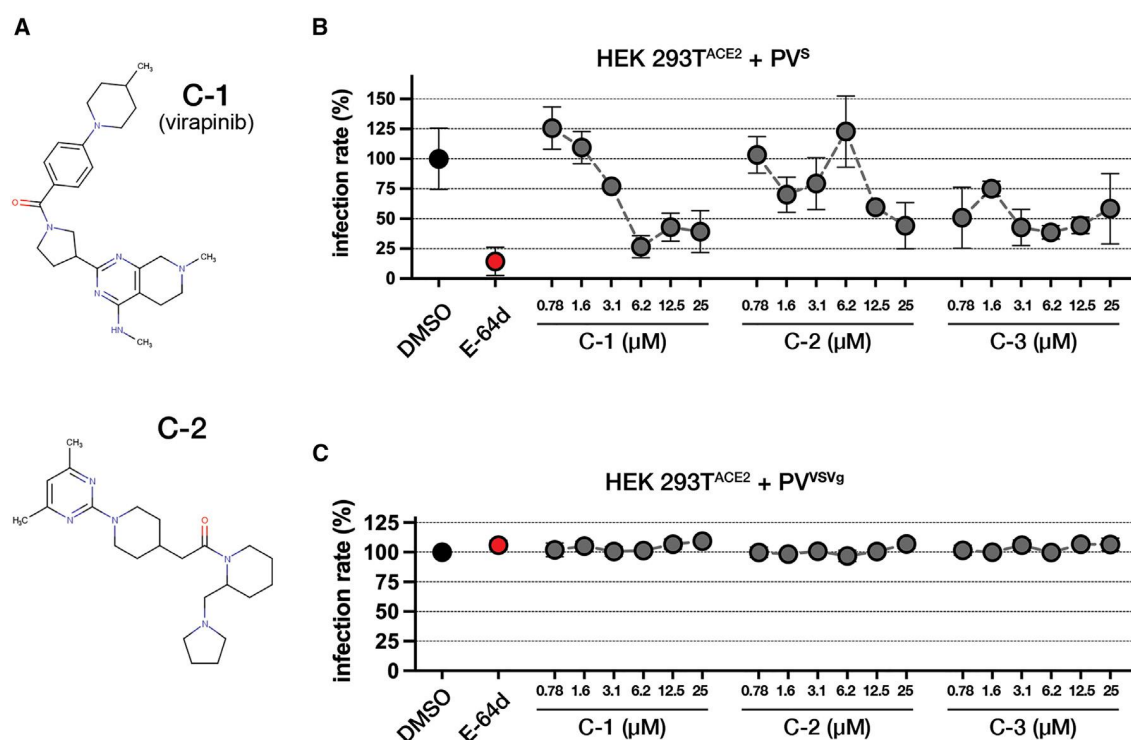 A
C-1
(virapinib)
CH₃
N
O
N
N
N
CH₃
N
HN
CH₃
C-2
CH₃
N
CH₃
N
N
O
N
N
B
HEK 293Tᴬᶜᴱ² + PVˢ
infection rate (%)
150
125
100
75
50
25
0
DMSO
E-64d
0.78 1.6 3.1 6.2 12.5 25
C-1 (µM)
0.78 1.6 3.1 6.2 12.5 25
C-2 (µM)
0.78 1.6 3.1 6.2 12.5 25
C-3 (µM)
C
HEK 293Tᴬᶜᴱ² + PVⱽˢⱽᵍ
infection rate (%)
125
100
75
50
25
0
DMSO
E-64d
0.78 1.6 3.1 6.2 12.5 25
C-1 (µM)
0.78 1.6 3.1 6.2 12.5 25
C-2 (µM)
0.78 1.6 3.1 6.2 12.5 25
C-3 (µM)